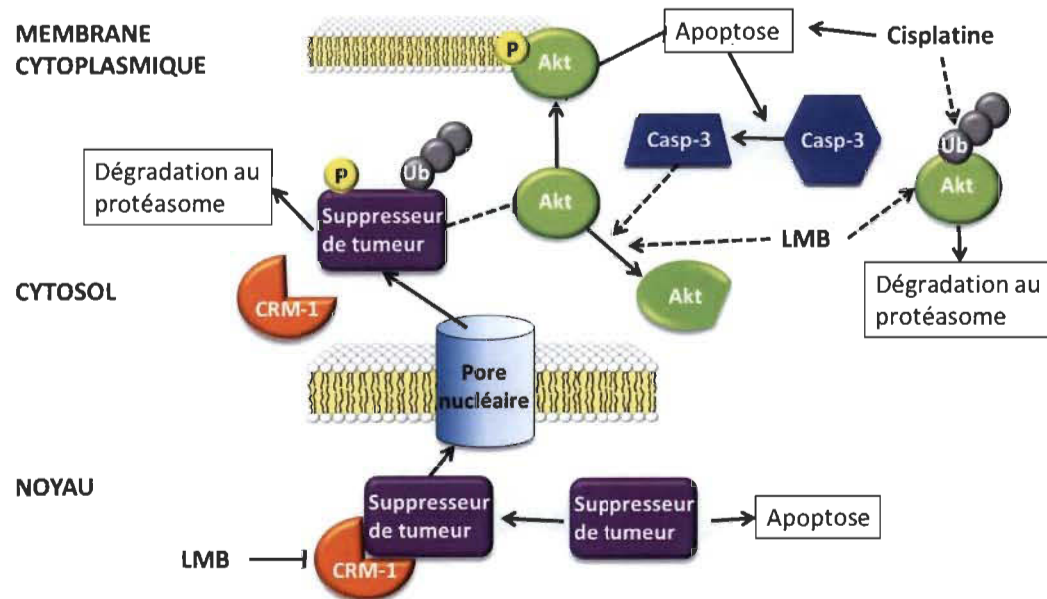 MEMBRANE
CYTOPLASMIQUE
P
Akt
Apoptose
Cisplatine
Casp-3
Casp-3
Ub
Akt
Dégradation au
protéasome
P
Ub
Suppresseur
de tumeur
Akt
LMB
CYTOSOL
CRM-1
Akt
Dégradation au
protéasome
Pore
nucléaire
NOYAU
Suppresseur
de tumeur
Suppresseur
de tumeur
Apoptose
LMB
CRM-1